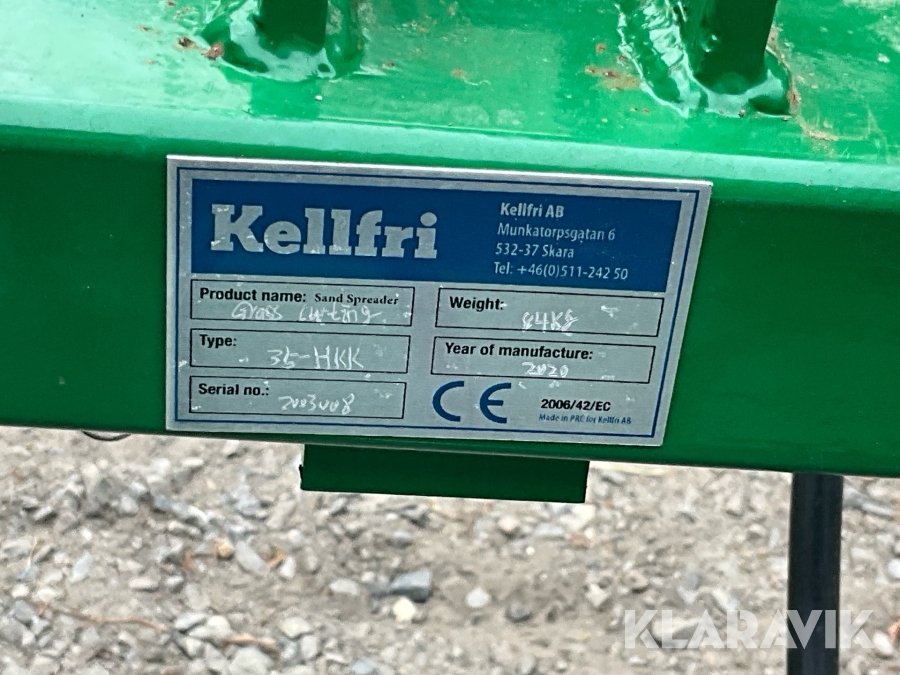 Kellfri
Kellfri AB
Munkatorpsgatan 6
532-37 Skara
Tel: +46(0)511-242 50
Product name: Sand Spreader
Weight:
Type:
35-HKK
Year of manufacture:
2020
Serial no.:
CE 2006/42/EC
Made in PRC for Kellfri AB
KLARAVIK